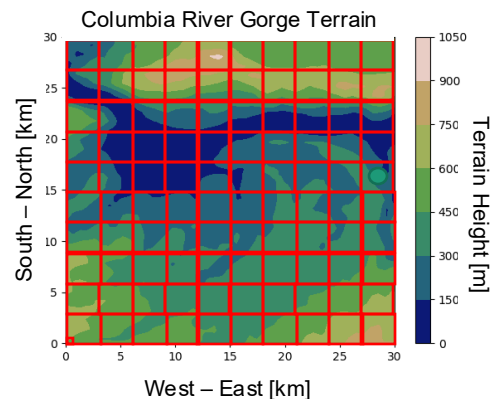 Columbia River Gorge Terrain
30
25
20
15
10
5
0
0 5 10 15 20 25 30
South – North [km]
West – East [km]
1050
900
750
600
450
300
150
Terrain Height [m]